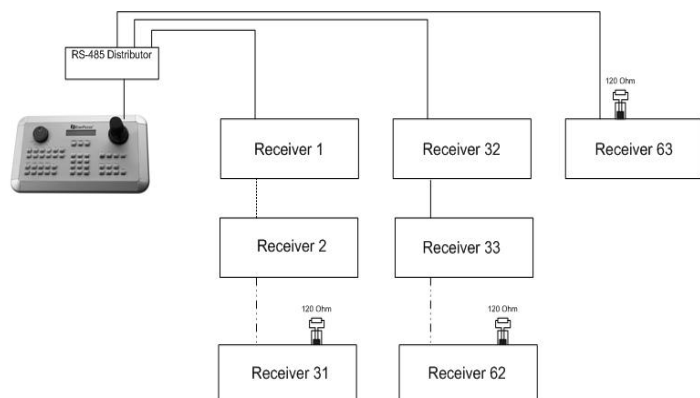 RS-485 Distributor
120 Ohm
Receiver 1
Receiver 32
Receiver 63
Receiver 2
Receiver 33
120 Ohm
120 Ohm
Receiver 31
Receiver 62